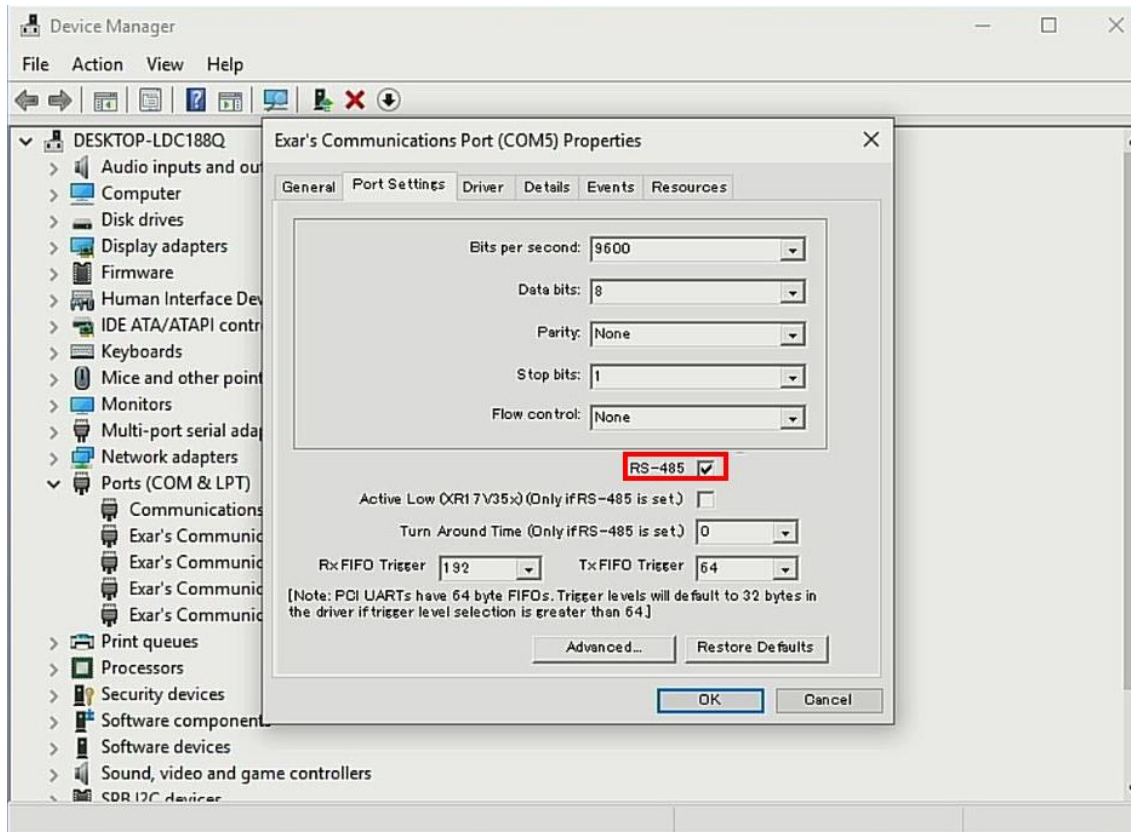 Device Manager
File Action View Help
DESKTOP-LDC188Q
Audio inputs and out
Computer
Disk drives
Display adapters
Firmware
Human Interface Dev
IDE ATA/ATAPI contr
Keyboards
Mice and other point
Monitors
Multi-port serial adap
Network adapters
Ports (COM & LPT)
Communications
Exar's Communic
Exar's Communic
Exar's Communic
Exar's Communic
Print queues
Processors
Security devices
Software component
Software devices
Sound, video and game controllers
SPB I2C devices
Exar's Communications Port (COM5) Properties
General Port Settings Driver Details Events Resources
Bits per second: 9600
Data bits: 8
Parity: None
Stop bits: 1
Flow control: None
RS-485
Active Low (XR17V35x) (Only if RS-485 is set.)
Turn Around Time (Only if RS-485 is set.) 0
Rx FIFO Trigger 192 Tx FIFO Trigger 64
[Note: PCI UARTs have 64 byte FIFOs. Trigger levels will default to 32 bytes in
the driver if trigger level selection is greater than 64.]
Advanced... Restore Defaults
OK Cancel